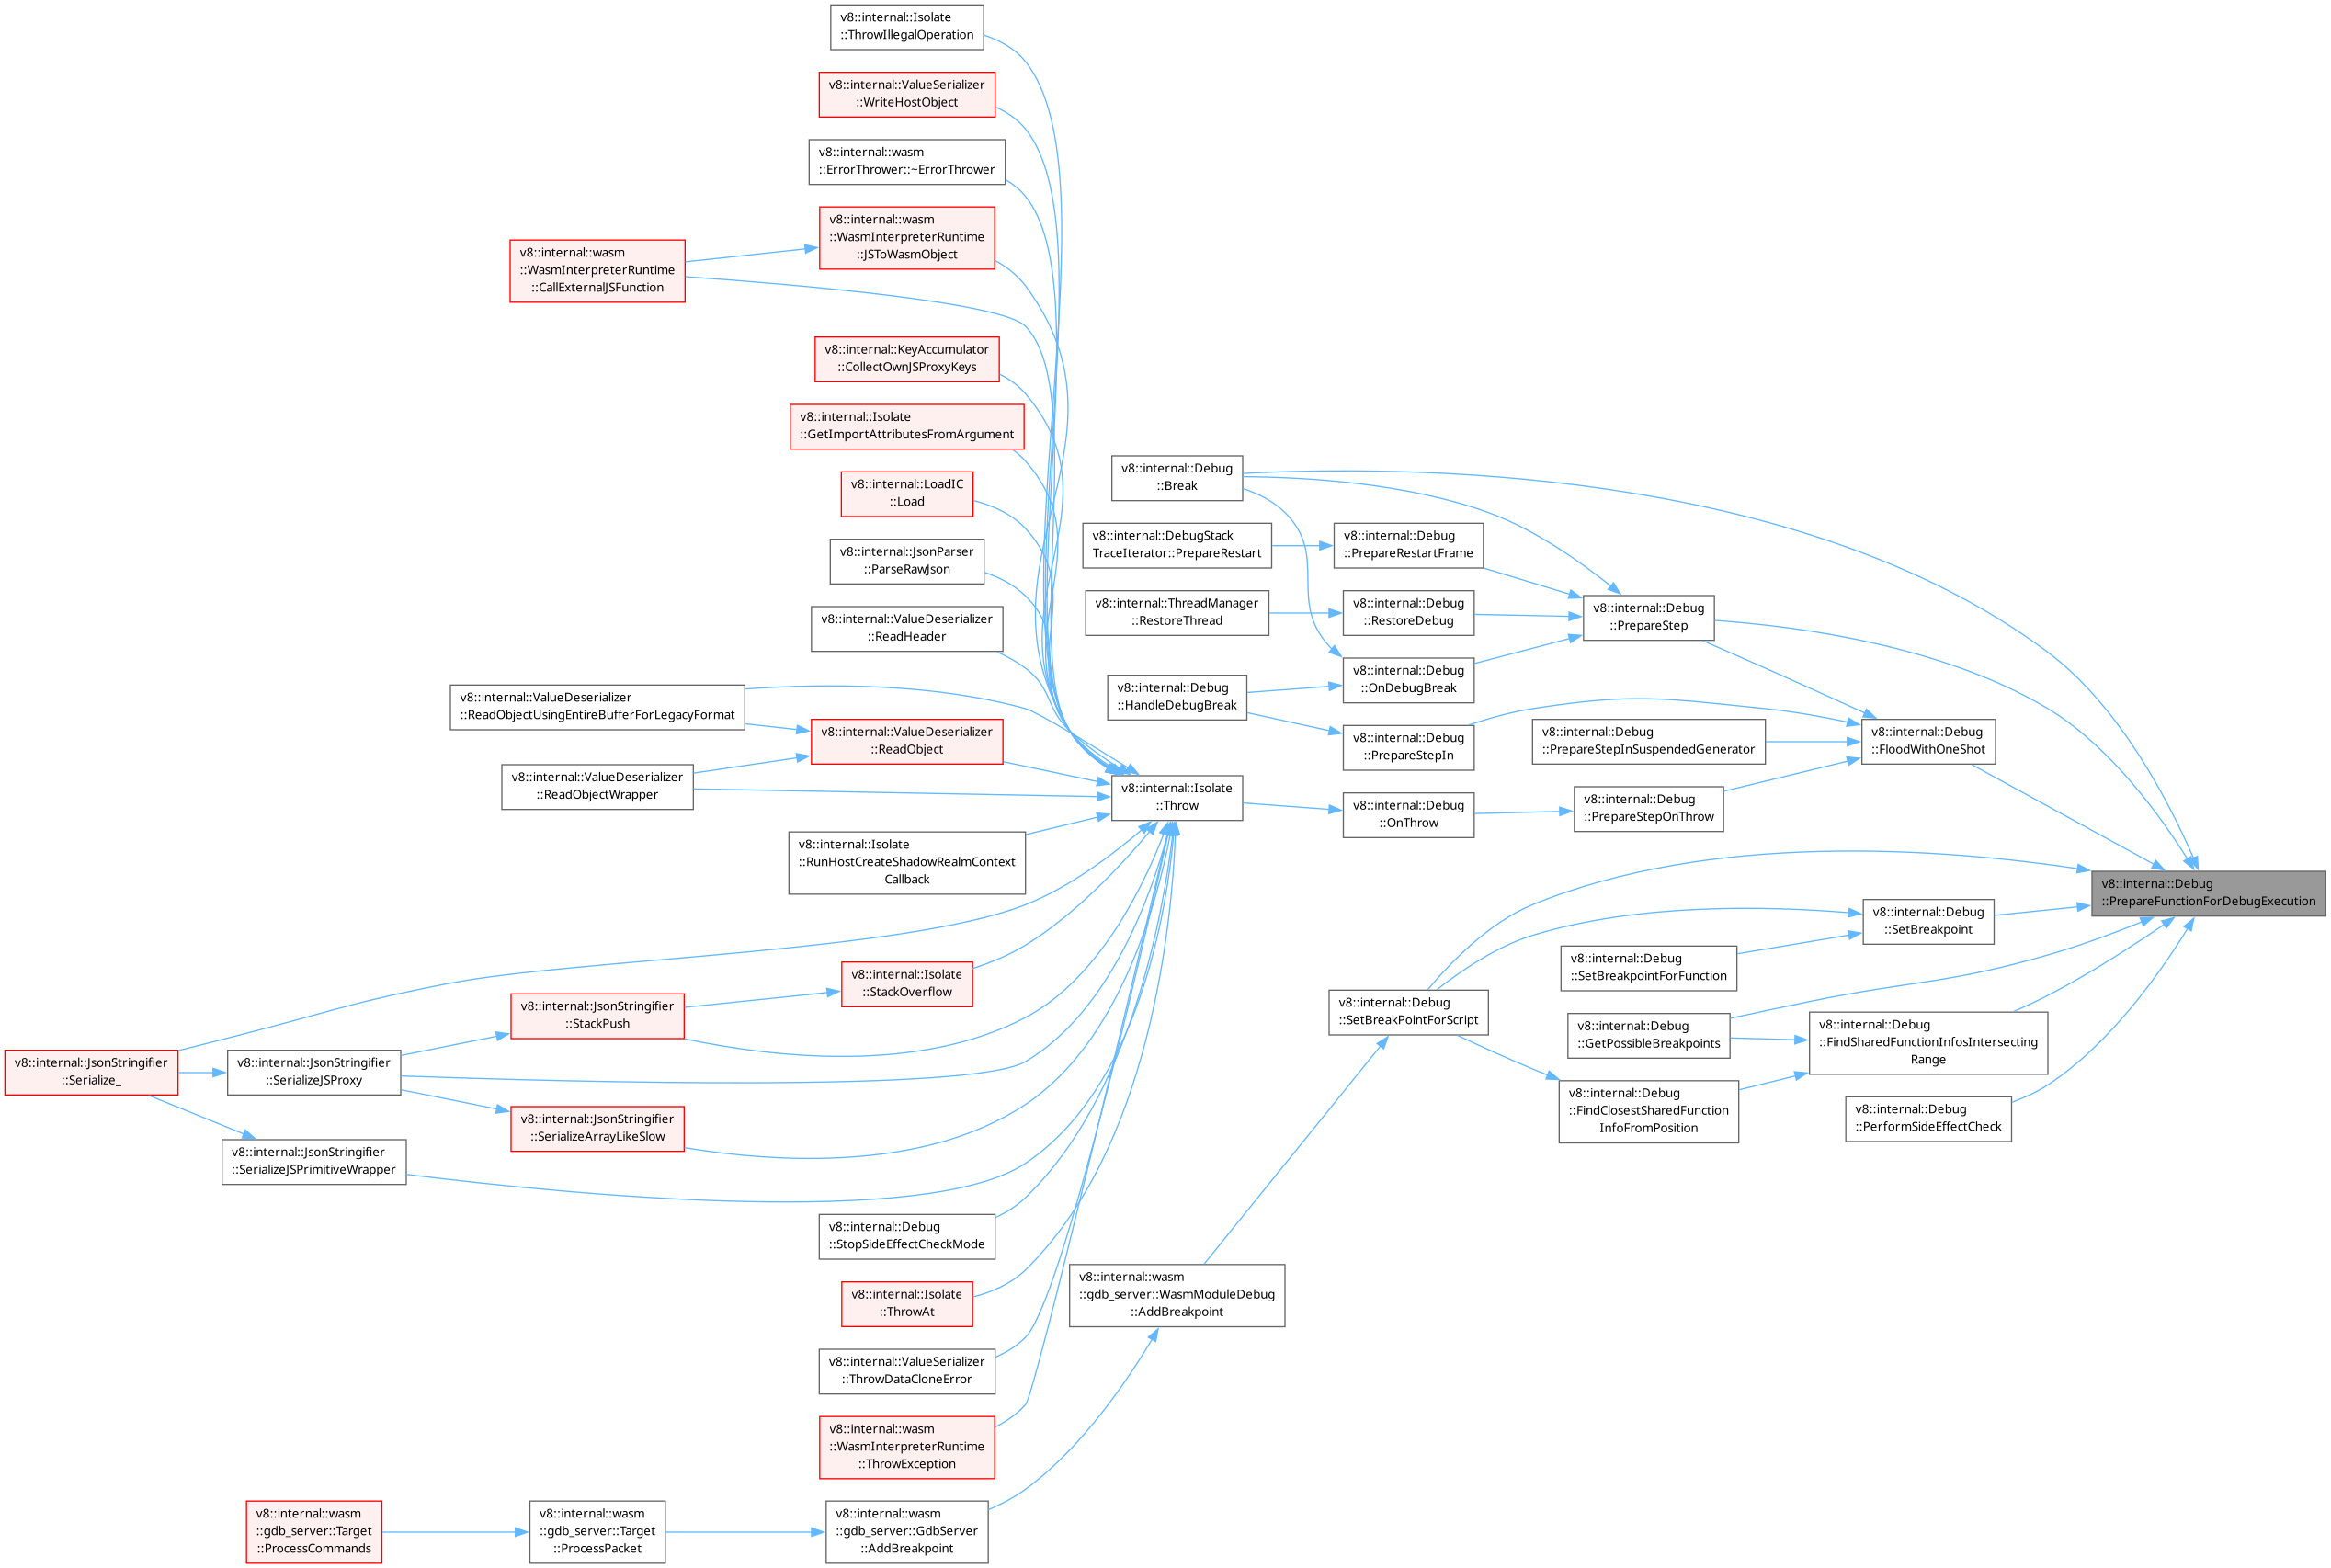 v8::internal::Isolate
::ThrowIllegalOperation
v8::internal::ValueSerializer
::WriteHostObject
v8::internal::wasm
::ErrorThrower::~ErrorThrower
v8::internal::wasm
::WasmInterpreterRuntime
::JSToWasmObject
v8::internal::wasm
::WasmInterpreterRuntime
::CallExternalJSFunction
v8::internal::KeyAccumulator
::CollectOwnJSProxyKeys
v8::internal::Isolate
::GetImportAttributesFromArgument
v8::internal::LoadIC
::Load
v8::internal::JsonParser
::ParseRawJson
v8::internal::ValueDeserializer
::ReadHeader
v8::internal::ValueDeserializer
::ReadObjectUsingEntireBufferForLegacyFormat
v8::internal::ValueDeserializer
::ReadObject
v8::internal::ValueDeserializer
::ReadObjectWrapper
v8::internal::Isolate
::RunHostCreateShadowRealmContext
Callback
v8::internal::Isolate
::StackOverflow
v8::internal::JsonStringifier
::StackPush
v8::internal::JsonStringifier
::Serialize_
v8::internal::JsonStringifier
::SerializeJSProxy
v8::internal::JsonStringifier
::SerializeArrayLikeSlow
v8::internal::JsonStringifier
::SerializeJSPrimitiveWrapper
v8::internal::Debug
::StopSideEffectCheckMode
v8::internal::Isolate
::ThrowAt
v8::internal::ValueSerializer
::ThrowDataCloneError
v8::internal::wasm
::WasmInterpreterRuntime
::ThrowException
v8::internal::wasm
::gdb_server::Target
::ProcessCommands
v8::internal::wasm
::gdb_server::Target
::ProcessPacket
v8::internal::wasm
::gdb_server::GdbServer
::AddBreakpoint
v8::internal::Debug
::Break
v8::internal::DebugStack
TraceIterator::PrepareRestart
v8::internal::ThreadManager
::RestoreThread
v8::internal::Debug
::HandleDebugBreak
v8::internal::Isolate
::Throw
v8::internal::wasm
::gdb_server::WasmModuleDebug
::AddBreakpoint
v8::internal::Debug
::PrepareRestartFrame
v8::internal::Debug
::RestoreDebug
v8::internal::Debug
::OnDebugBreak
v8::internal::Debug
::PrepareStepIn
v8::internal::Debug
::OnThrow
v8::internal::Debug
::SetBreakPointForScript
v8::internal::Debug
::PrepareStep
v8::internal::Debug
::PrepareStepInSuspendedGenerator
v8::internal::Debug
::PrepareStepOnThrow
v8::internal::Debug
::SetBreakpointForFunction
v8::internal::Debug
::GetPossibleBreakpoints
v8::internal::Debug
::FindClosestSharedFunction
InfoFromPosition
v8::internal::Debug
::FloodWithOneShot
v8::internal::Debug
::SetBreakpoint
v8::internal::Debug
::FindSharedFunctionInfosIntersecting
Range
v8::internal::Debug
::PerformSideEffectCheck
v8::internal::Debug
::PrepareFunctionForDebugExecution